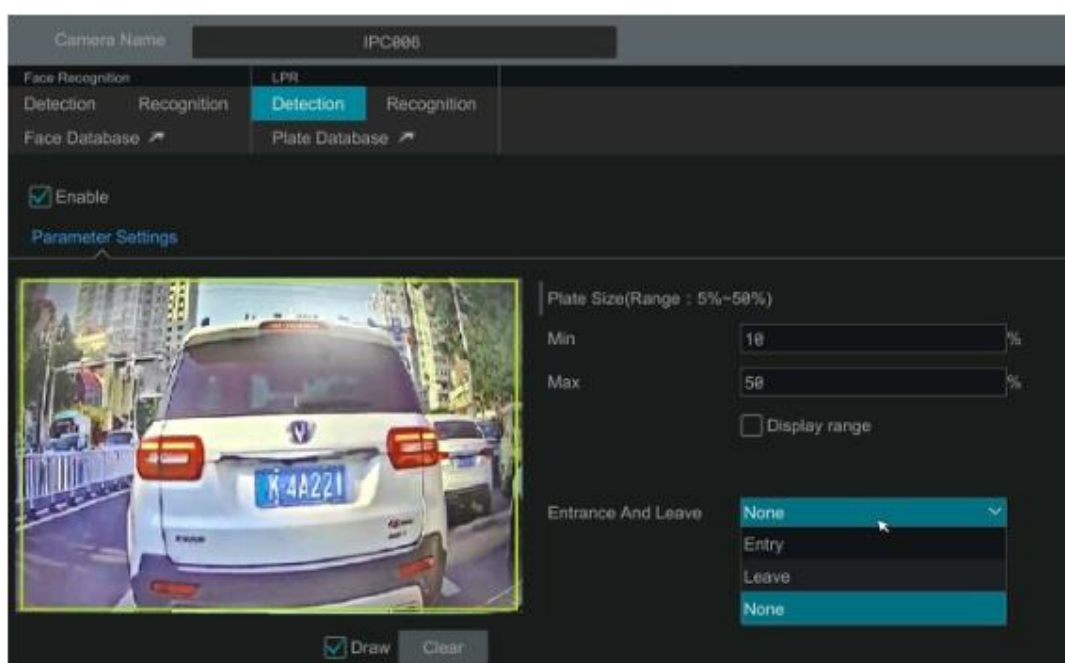 Camera Name IPC006
Face Recognition LPR
Detection Recognition Detection Recognition
Face Database Plate Database
Enable
Parameter Settings
Plate Size(Range : 5%~50%)
Min 10 %
Max 50 %
Display range
4A221
Entrance And Leave None
Entry
Leave
None
Draw Clear